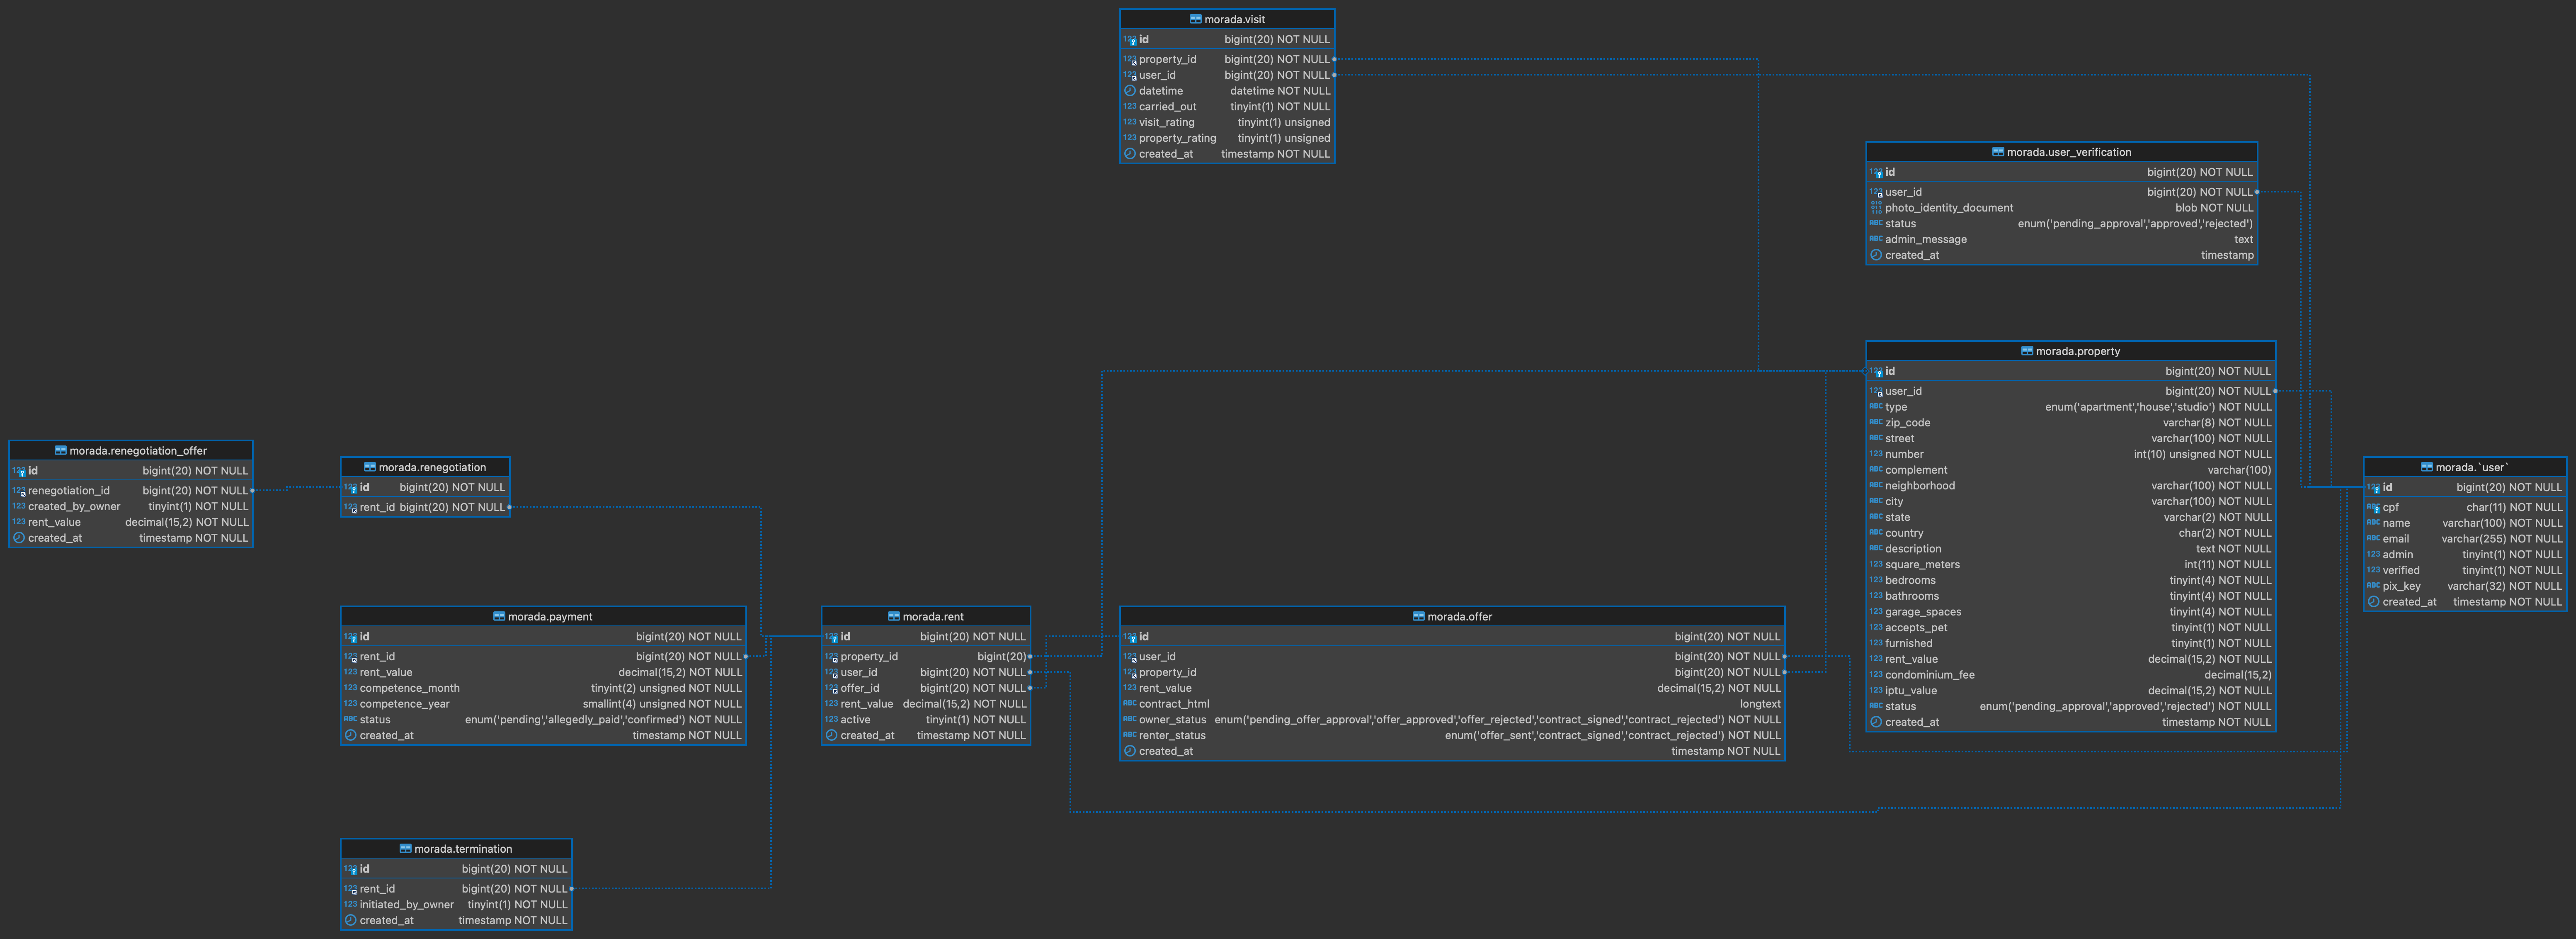 morada.visit
id bigint(20) NOT NULL
property_id bigint(20) NOT NULL
user_id bigint(20) NOT NULL
datetime datetime NOT NULL
carried_out tinyint(1) NOT NULL
visit_rating tinyint(1) unsigned
property_rating tinyint(1) unsigned
created_at timestamp NOT NULL
morada.user_verification
id bigint(20) NOT NULL
user_id bigint(20) NOT NULL
photo_identity_document blob NOT NULL
status enum('pending_approval','approved','rejected')
admin_message text
created_at timestamp
morada.property
id bigint(20) NOT NULL
user_id bigint(20) NOT NULL
type enum('apartment','house','studio') NOT NULL
zip_code varchar(8) NOT NULL
street varchar(100) NOT NULL
number int(10) unsigned NOT NULL
complement varchar(100)
neighborhood varchar(100) NOT NULL
city varchar(100) NOT NULL
state varchar(2) NOT NULL
country char(2) NOT NULL
description text NOT NULL
square_meters int(11) NOT NULL
bedrooms tinyint(4) NOT NULL
bathrooms tinyint(4) NOT NULL
garage_spaces tinyint(4) NOT NULL
accepts_pet tinyint(1) NOT NULL
furnished tinyint(1) NOT NULL
rent_value decimal(15,2) NOT NULL
condominium_fee decimal(15,2)
iptu_value decimal(15,2) NOT NULL
status enum('pending_approval','approved','rejected') NOT NULL
created_at timestamp NOT NULL
morada.renegotiation_offer
id bigint(20) NOT NULL
renegotiation_id bigint(20) NOT NULL
created_by_owner tinyint(1) NOT NULL
rent_value decimal(15,2) NOT NULL
created_at timestamp NOT NULL
morada.renegotiation
id bigint(20) NOT NULL
rent_id bigint(20) NOT NULL
morada.`user`
id bigint(20) NOT NULL
cpf char(11) NOT NULL
name varchar(100) NOT NULL
email varchar(255) NOT NULL
admin tinyint(1) NOT NULL
verified tinyint(1) NOT NULL
pix_key varchar(32) NOT NULL
created_at timestamp NOT NULL
morada.payment
id bigint(20) NOT NULL
rent_id bigint(20) NOT NULL
rent_value decimal(15,2) NOT NULL
competence_month tinyint(2) unsigned NOT NULL
competence_year smallint(4) unsigned NOT NULL
status enum('pending','allegedly_paid','confirmed') NOT NULL
created_at timestamp NOT NULL
morada.rent
id bigint(20) NOT NULL
property_id bigint(20)
user_id bigint(20) NOT NULL
offer_id bigint(20) NOT NULL
rent_value decimal(15,2) NOT NULL
active tinyint(1) NOT NULL
created_at timestamp NOT NULL
morada.offer
id bigint(20) NOT NULL
user_id bigint(20) NOT NULL
property_id bigint(20) NOT NULL
rent_value decimal(15,2) NOT NULL
contract_html longtext
owner_status enum('pending_offer_approval','offer_approved','offer_rejected','contract_signed','contract_rejected') NOT NULL
renter_status enum('offer_sent','contract_signed','contract_rejected') NOT NULL
created_at timestamp NOT NULL
morada.termination
id bigint(20) NOT NULL
rent_id bigint(20) NOT NULL
initiated_by_owner tinyint(1) NOT NULL
created_at timestamp NOT NULL